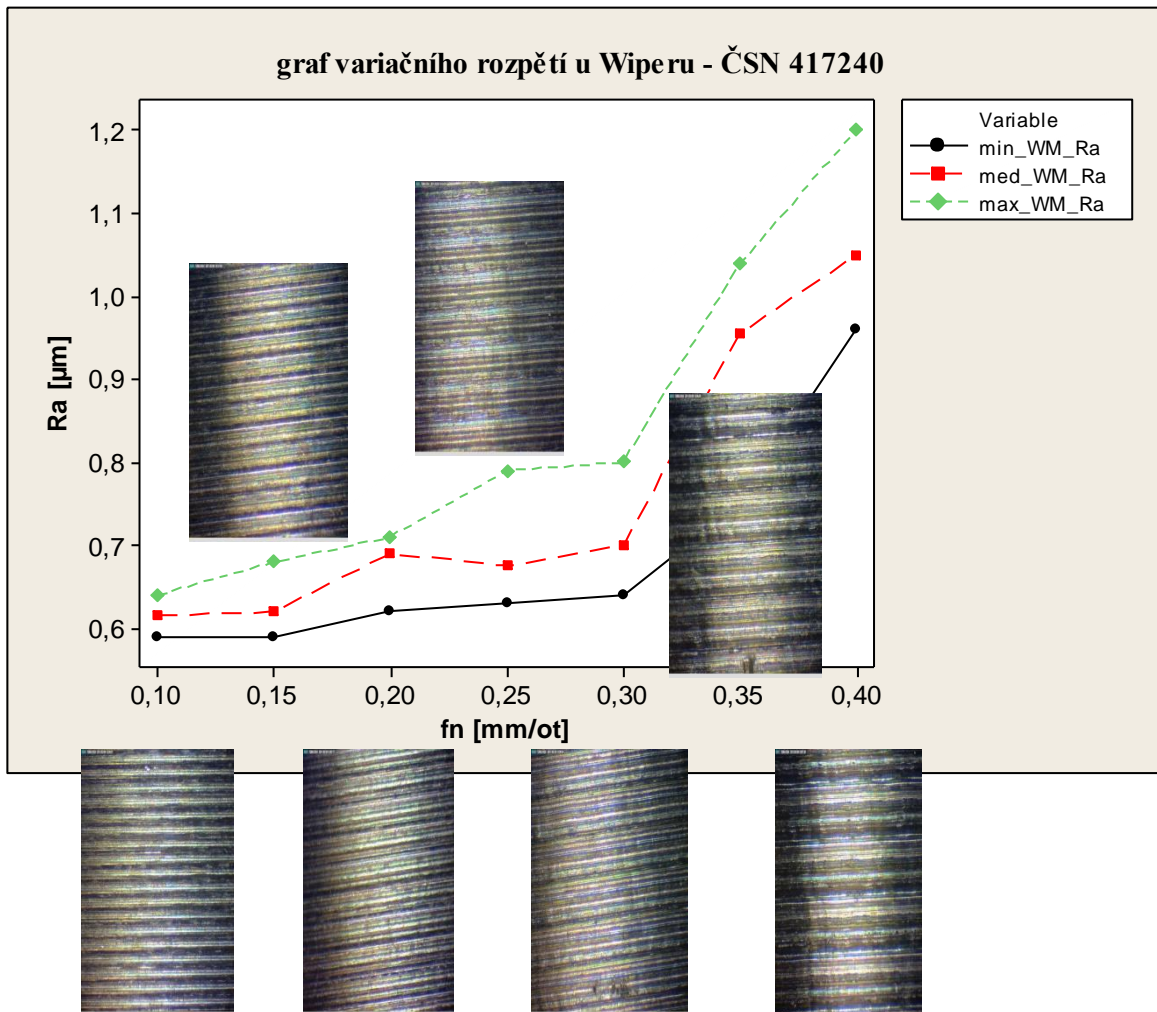 graf variačního rozpětí u Wiperu - ČSN 417240
Variable
min_WM_Ra
med_WM_Ra
max_WM_Ra
Ra [µm]
1,2
1,1
1,0
0,9
0,8
0,7
0,6
0,10 0,15 0,20 0,25 0,30 0,35 0,40
fn [mm/ot]